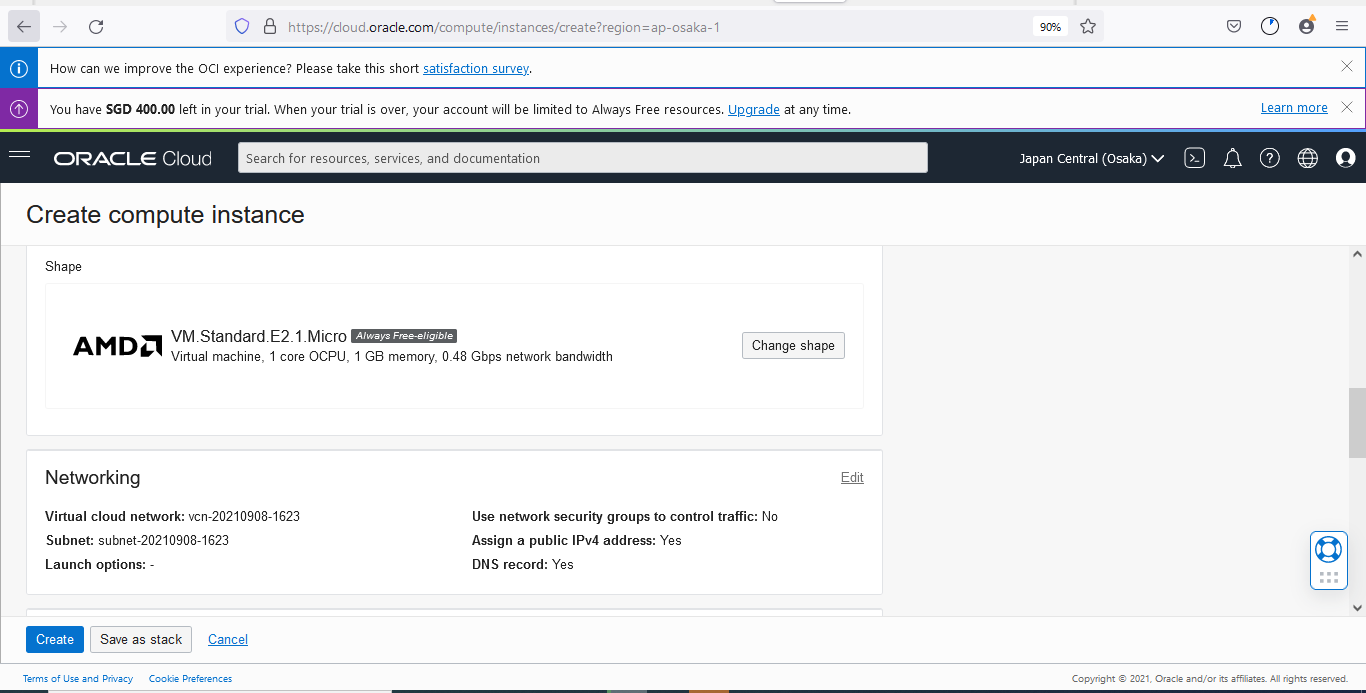 https://cloud.oracle.com/compute/instances/create?region=ap-osaka-1
90%
How can we improve the OCI experience? Please take this short satisfaction survey.
You have SGD 400.00 left in your trial. When your trial is over, your account will be limited to Always Free resources. Upgrade at any time.
Learn more
ORACLE Cloud
Search for resources, services, and documentation
Japan Central (Osaka)
Create compute instance
Shape
AMD
VM.Standard.E2.1.Micro Always Free-eligible
Virtual machine, 1 core OCPU, 1 GB memory, 0.48 Gbps network bandwidth
Change shape
Networking
Edit
Virtual cloud network: vcn-20210908-1623
Subnet: subnet-20210908-1623
Launch options: -
Use network security groups to control traffic: No
Assign a public IPv4 address: Yes
DNS record: Yes
Create
Save as stack
Cancel
Terms of Use and Privacy
Cookie Preferences
Copyright © 2021, Oracle and/or its affiliates. All rights reserved.